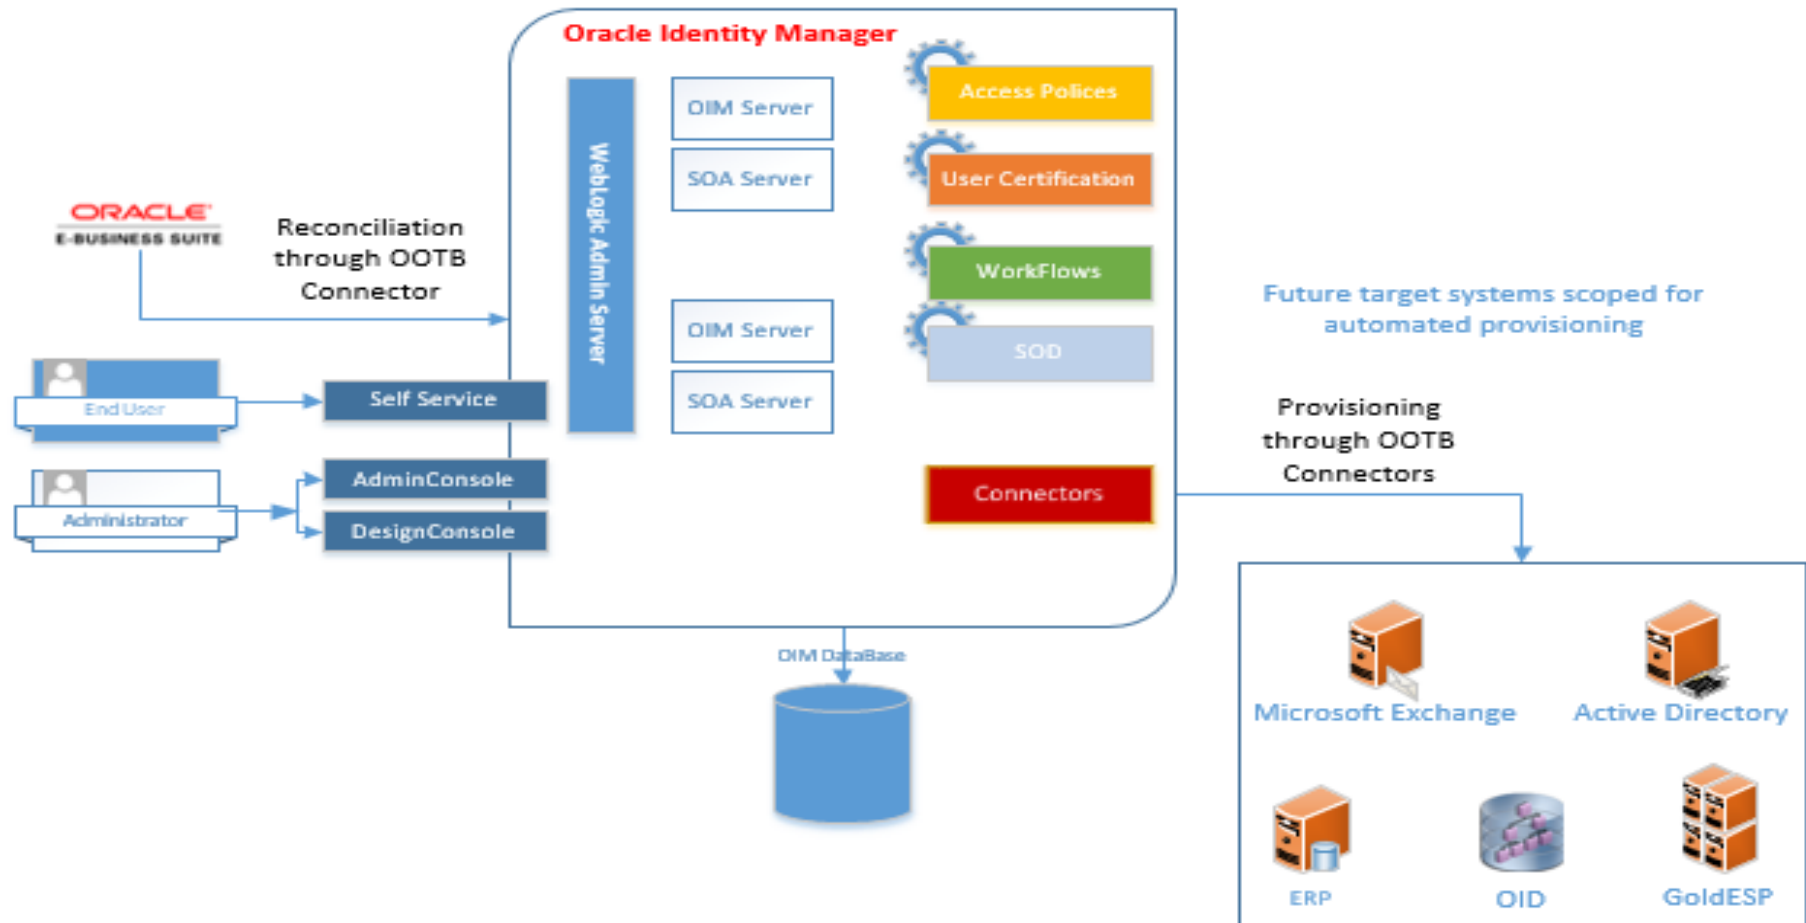 Oracle Identity Manager
WebLogic Admin Server
OIM Server
SOA Server
OIM Server
SOA Server
Access Polices
User Certification
WorkFlows
SOD
Connectors
ORACLE'
E-BUSINESS SUITE
Reconciliation
through OOTB
Connector
End User
Self Service
Administrator
AdminConsole
DesignConsole
OIM DataBase
Future target systems scoped for
automated provisioning
Provisioning
through OOTB
Connectors
Microsoft Exchange
Active Directory
ERP
OID
GoldESP